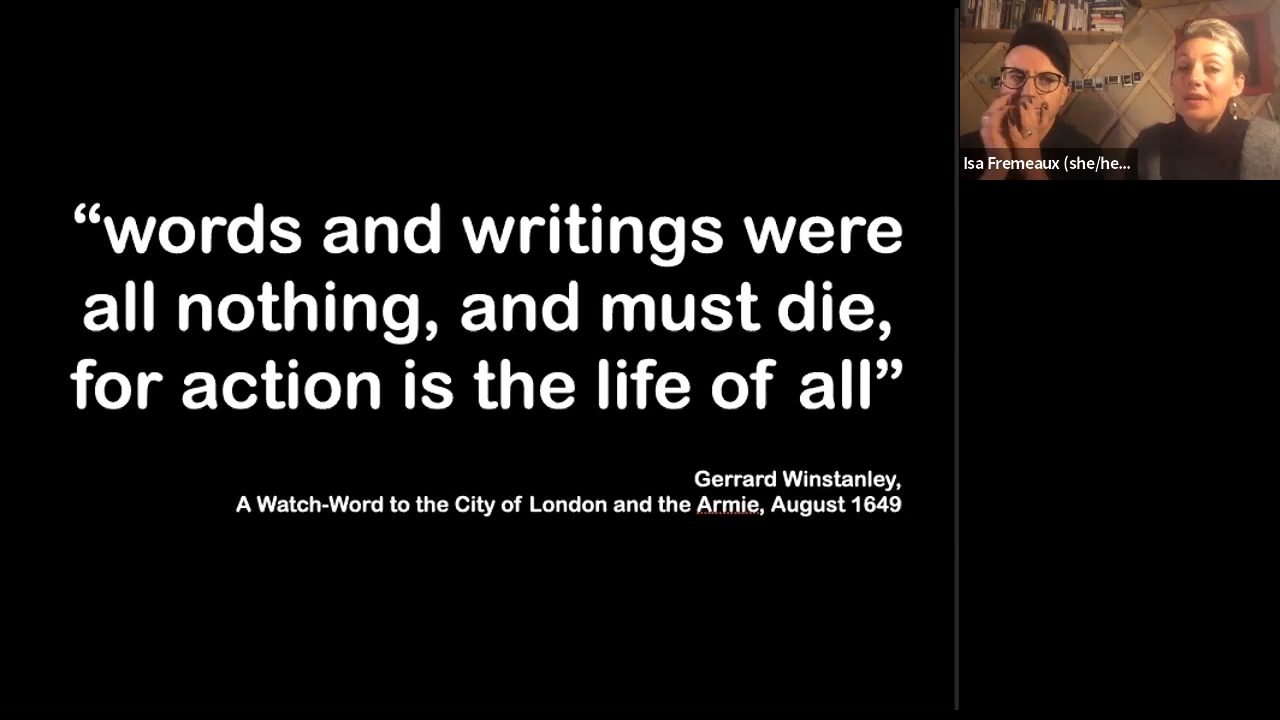 “words and writings were
all nothing, and must die,
for action is the life of all”
Gerrard Winstanley,
A Watch-Word to the City of London and the Armie, August 1649
Isa Fremeaux (she/he...